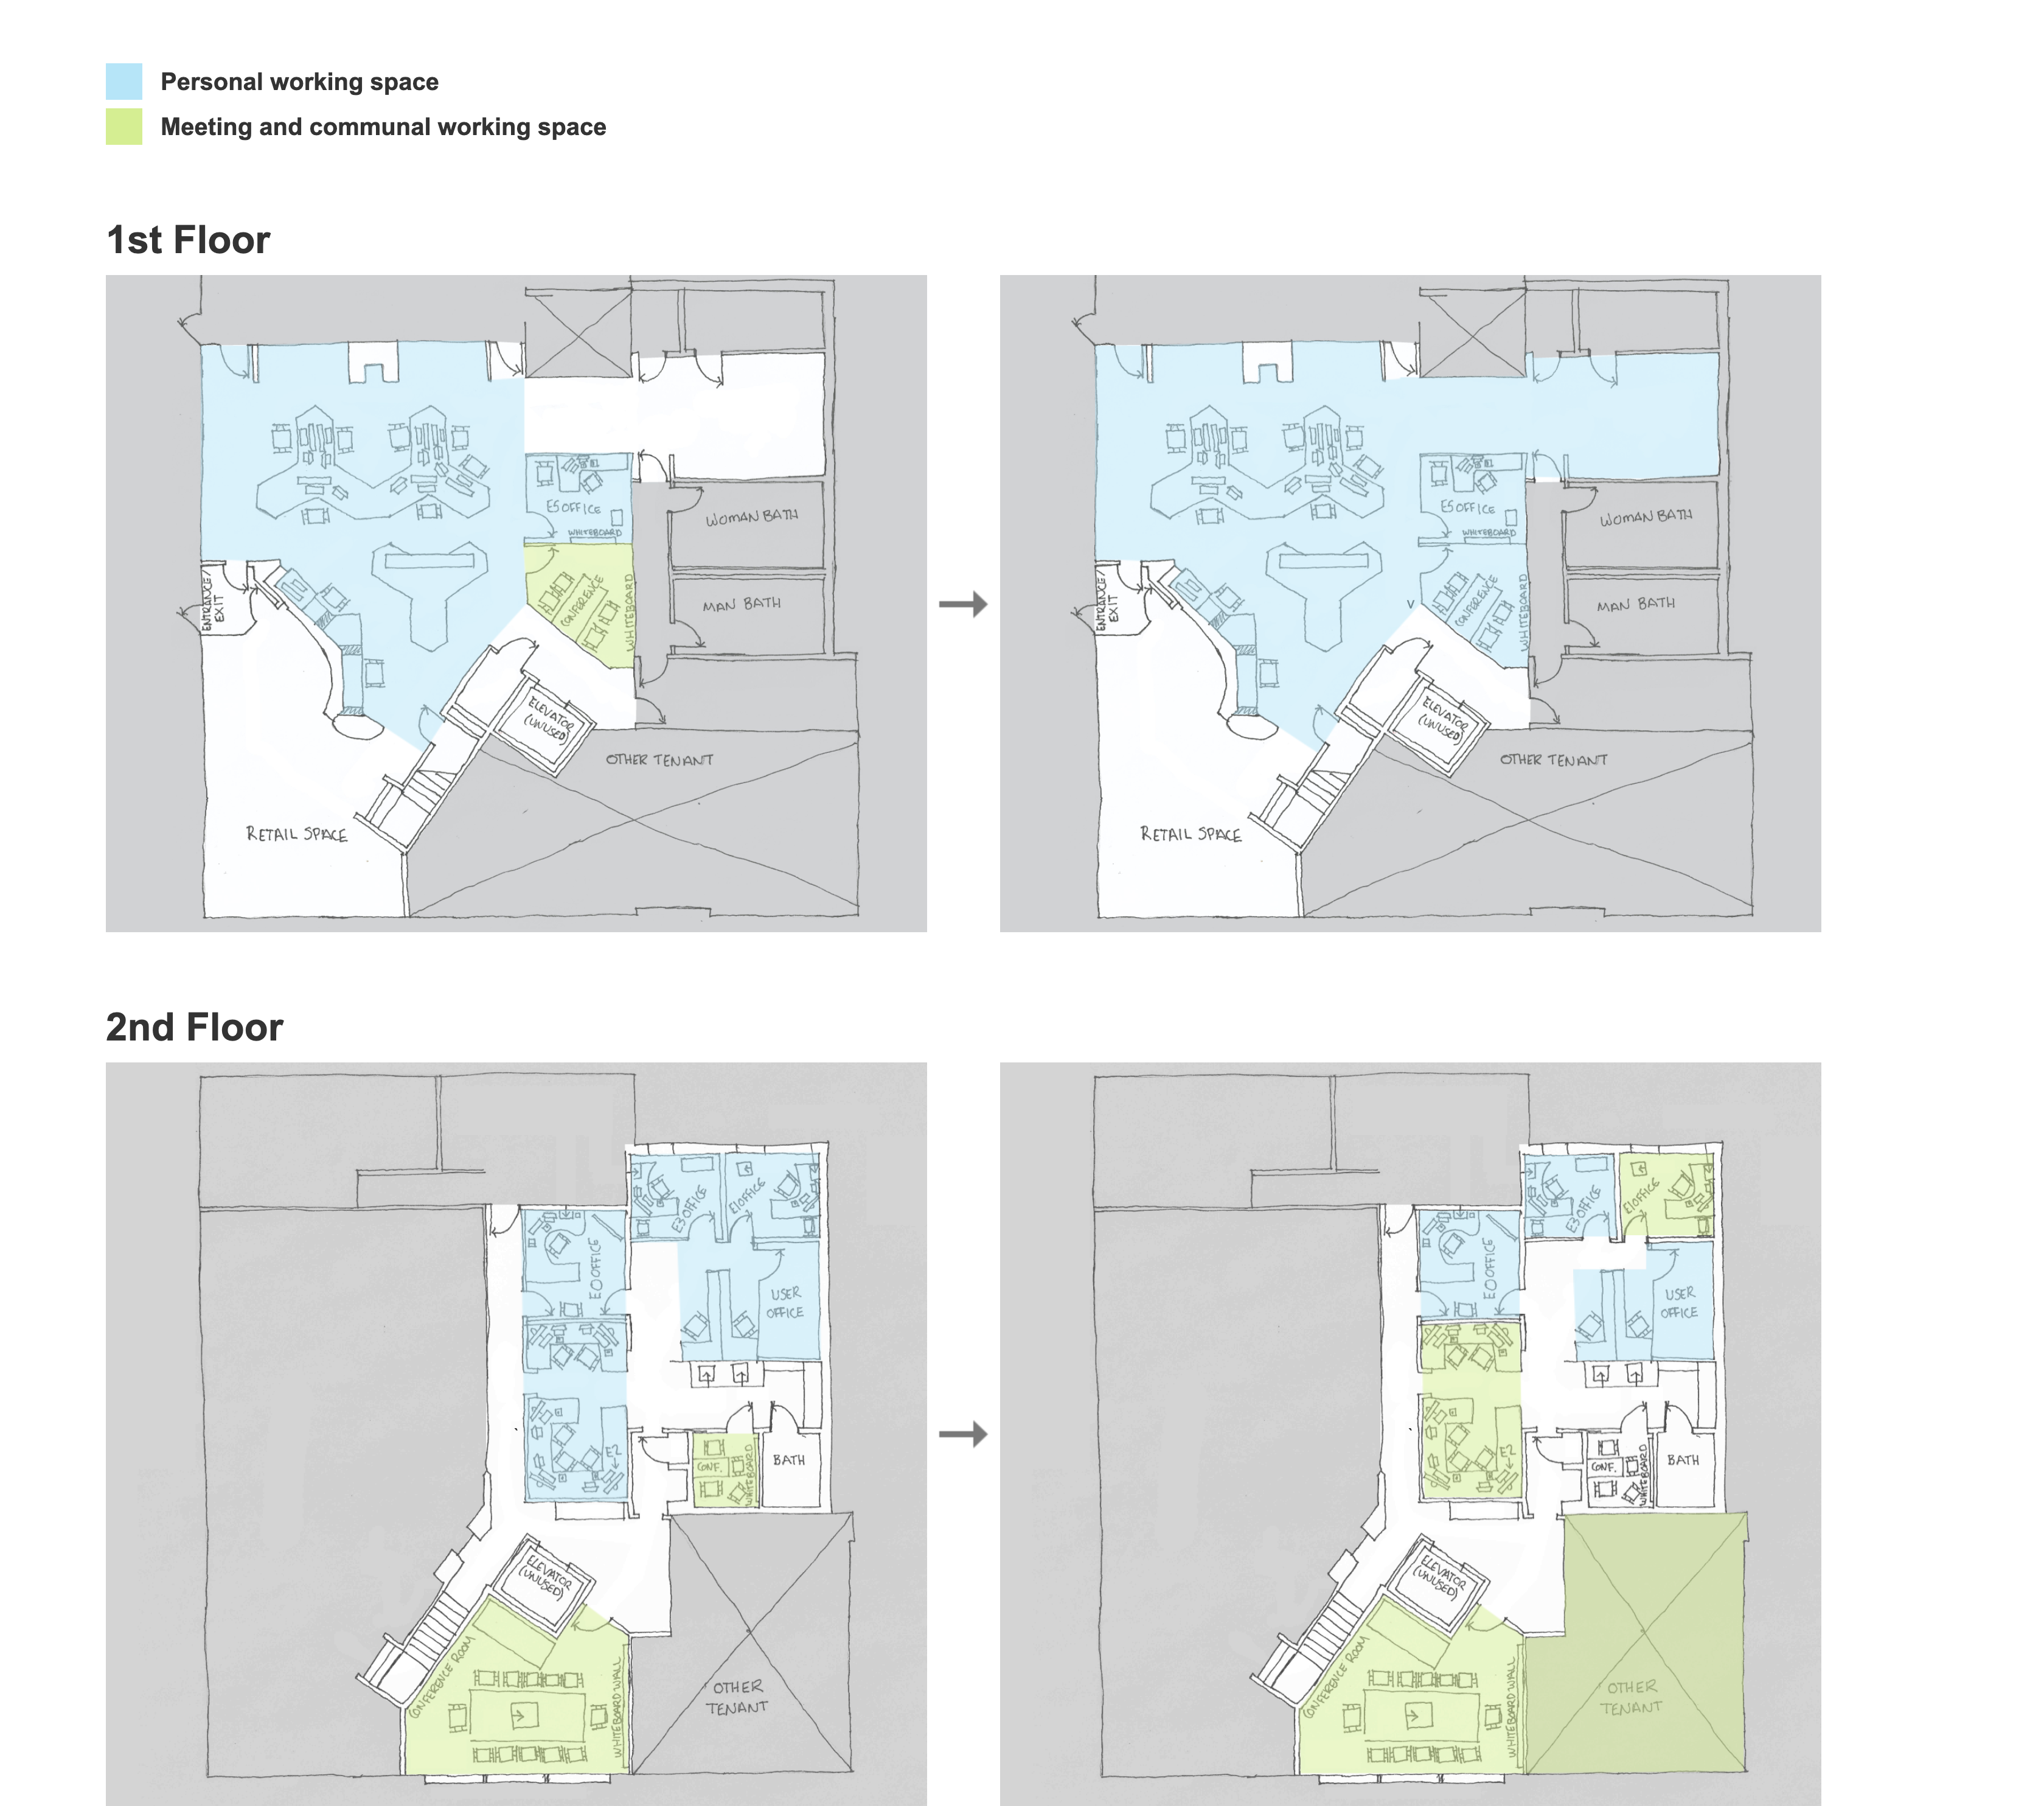 Personal working space
Meeting and communal working space
1st Floor
E5 OFFICE
WHITEBOARD
WOMAN BATH
CONFERENCE
WHITEBOARD
MAN BATH
ENTRANCE/
EXIT
ELEVATOR
(UNUSED)
OTHER TENANT
RETAIL SPACE
E5 OFFICE
WHITEBOARD
WOMAN BATH
CONFERENCE
WHITEBOARD
MAN BATH
ENTRANCE/
EXIT
V
ELEVATOR
(UNUSED)
OTHER TENANT
RETAIL SPACE
2nd Floor
E3 OFFICE
E1 OFFICE
E0 OFFICE
USER
OFFICE
E2
CONF.
WHITEBOARD
BATH
ELEVATOR
(UNUSED)
CONFERENCE ROOM
WHITEBOARD WALL
OTHER
TENANT
E3 OFFICE
E1 OFFICE
E0 OFFICE
USER
OFFICE
E2
CONF.
WHITEBOARD
BATH
ELEVATOR
(UNUSED)
CONFERENCE ROOM
WHITEBOARD WALL
OTHER
TENANT